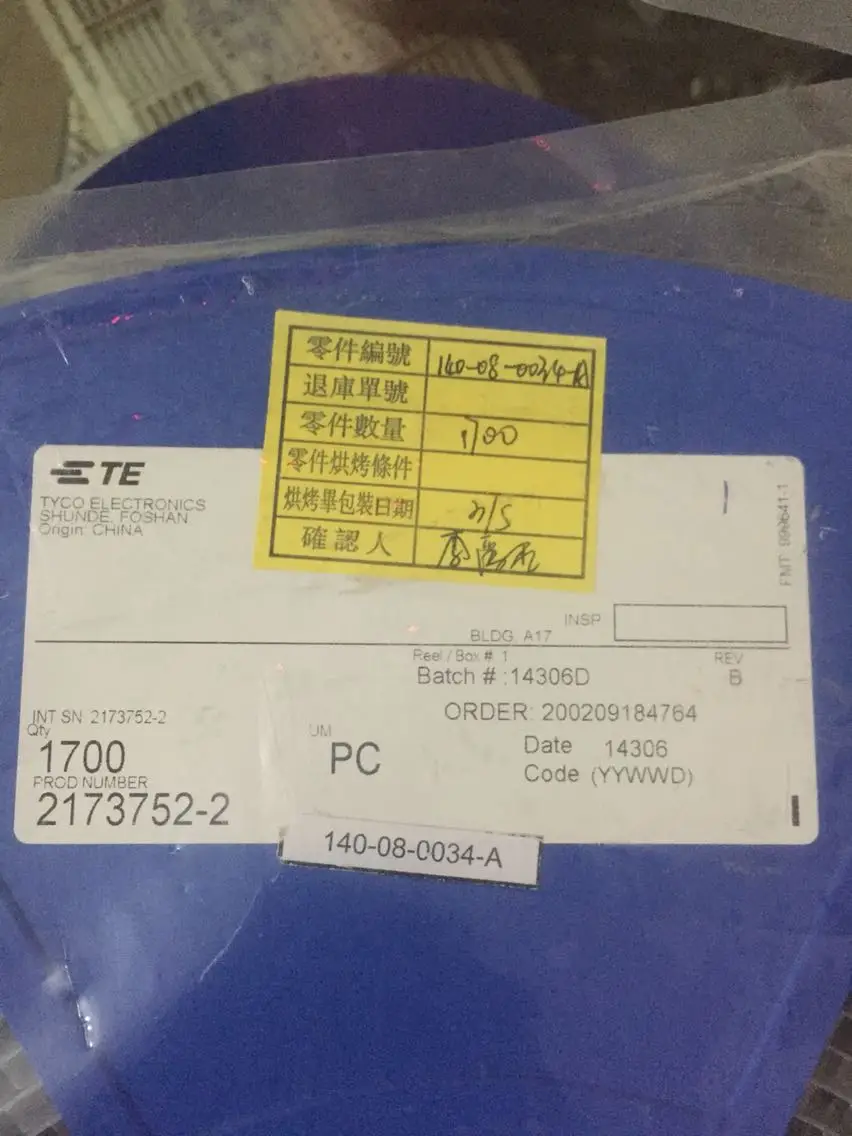 零件編號 140-08-0034-A
退庫單號
零件數量 1700
零件烘烤條件
烘烤畢包裝日期
確認人
TE
TYCO ELECTRONICS
SHUNDE, FOSHAN
Origin: CHINA
FMT: 999641-1
INSP
BLDG A17
Reel / Box #: 1
REV
Batch # :14306D
B
ORDER: 200209184764
INT SN 2173752-2
Qty
UM
1700
PC
Date 14306
Code (YYWWD)
PROD NUMBER
2173752-2
140-08-0034-A